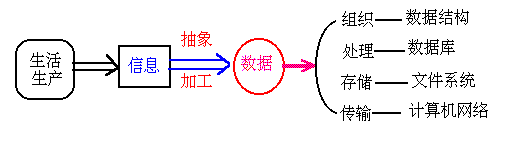 生活
生产
信息
抽象
加工
数据
组织 数据结构
处理 数据库
存储 文件系统
传输 计算机网络